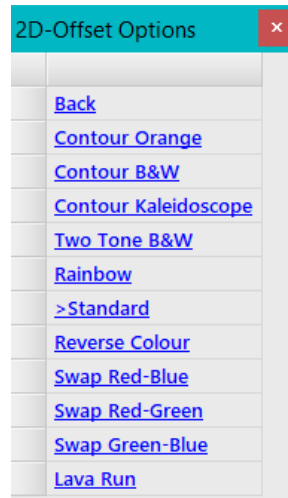 2D-Offset Options
Back
Contour Orange
Contour B&W
Contour Kaleidoscope
Two Tone B&W
Rainbow
>Standard
Reverse Colour
Swap Red-Blue
Swap Red-Green
Swap Green-Blue
Lava Run